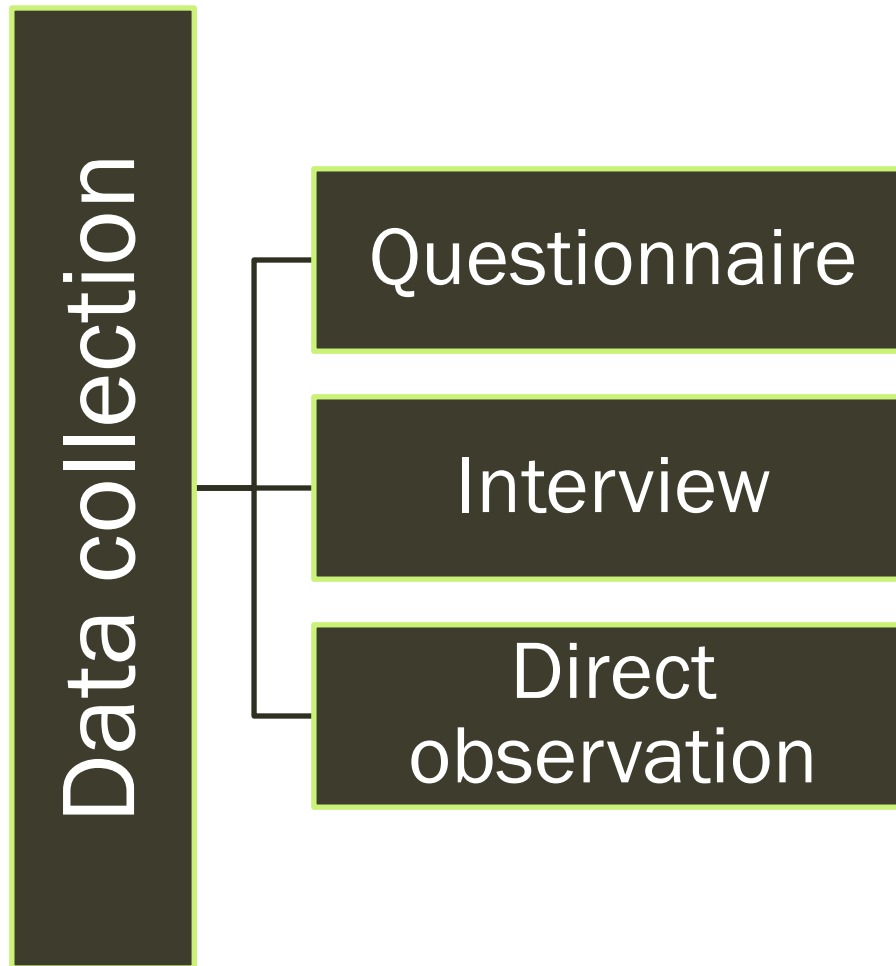 Data collection
Questionnaire
Interview
Direct
observation